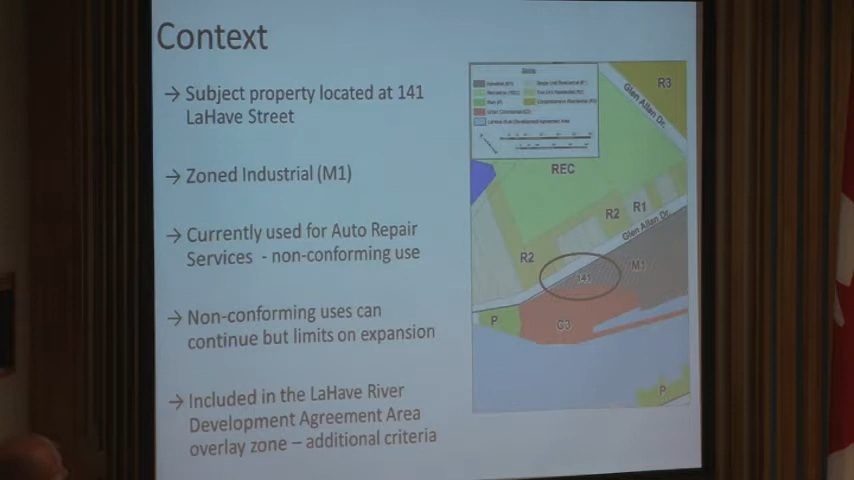 Context
→ Subject property located at 141
LaHave Street
→ Zoned Industrial (M1)
→ Currently used for Auto Repair
Services - non-conforming use
→ Non-conforming uses can
continue but limits on expansion
→ Included in the LaHave River
Development Agreement Area
overlay zone – additional criteria
R3
Glen Allan Dr.
REC
R2
R1
Glen Allan Dr.
R2
M1
141
P
C3
P